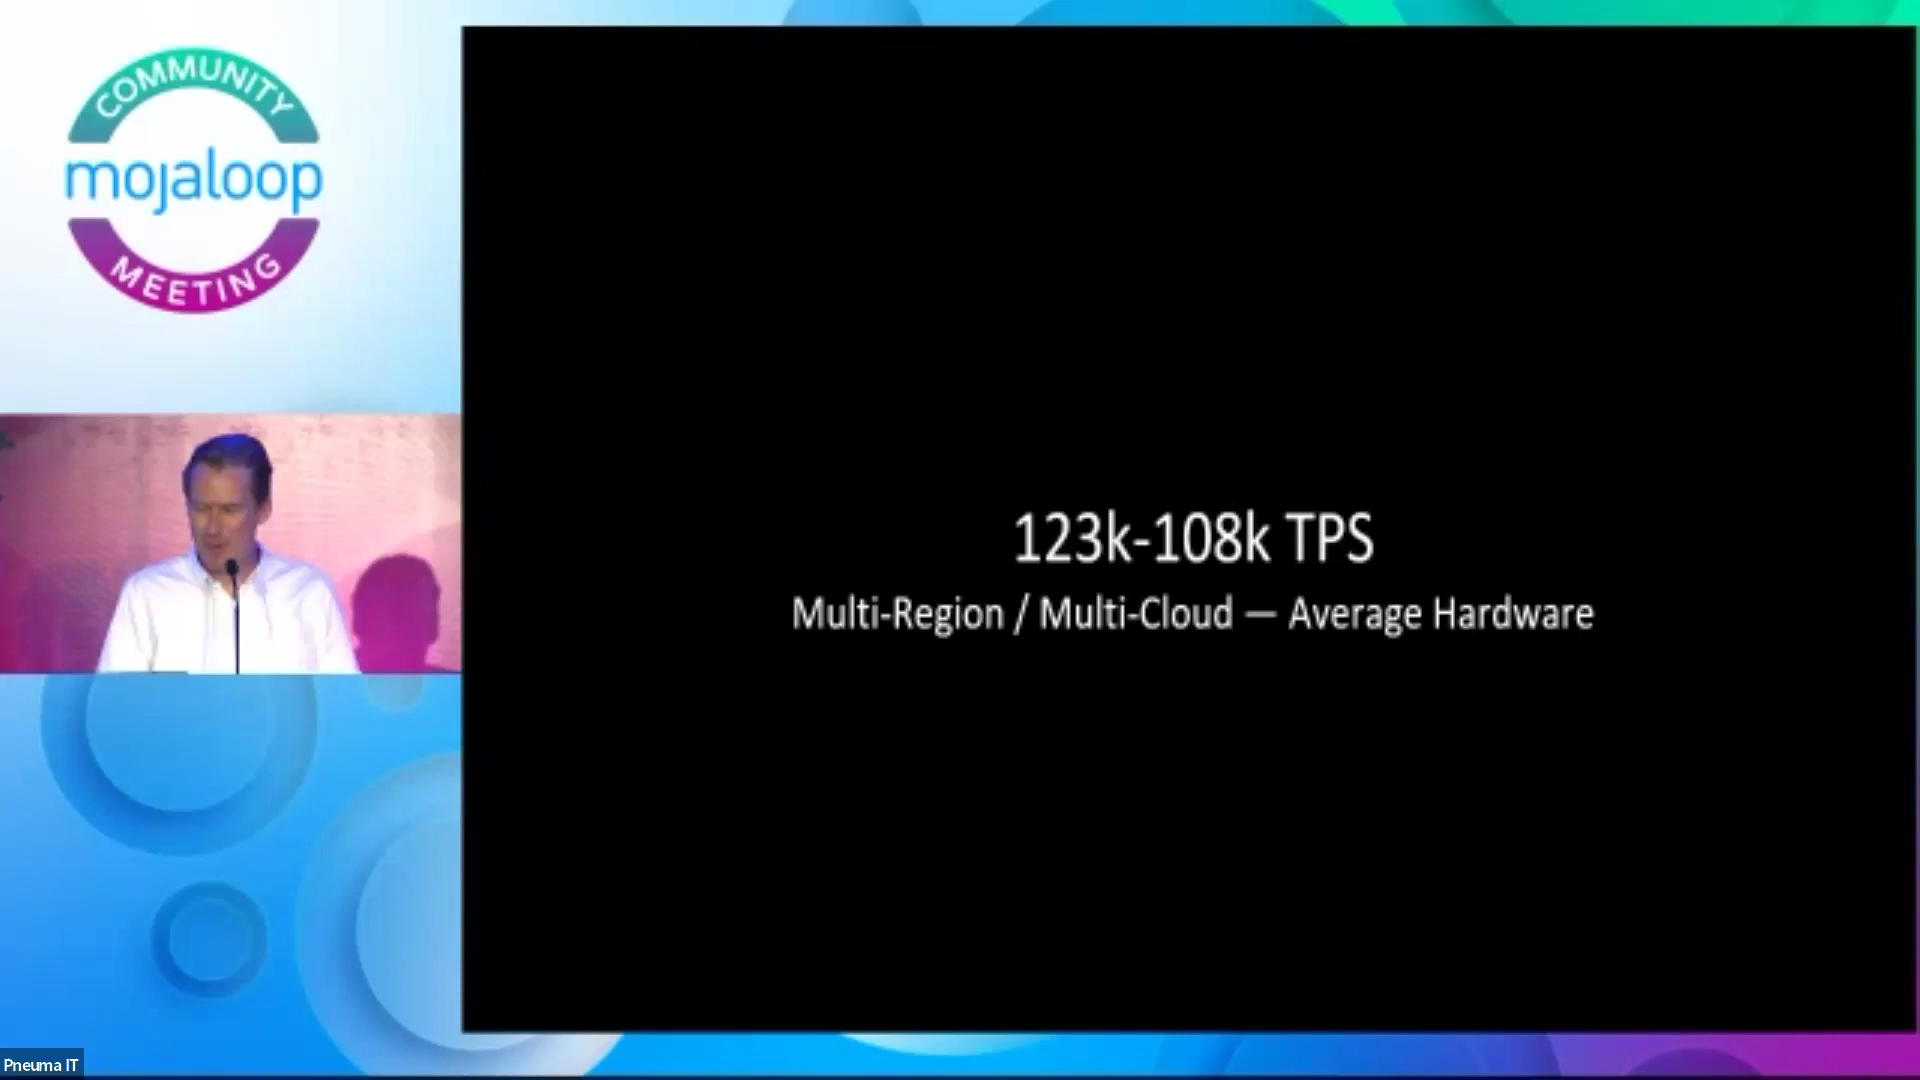 COMMUNITY
mojaloop
MEETING
123k-108k TPS
Multi-Region / Multi-Cloud — Average Hardware
Pneuma IT